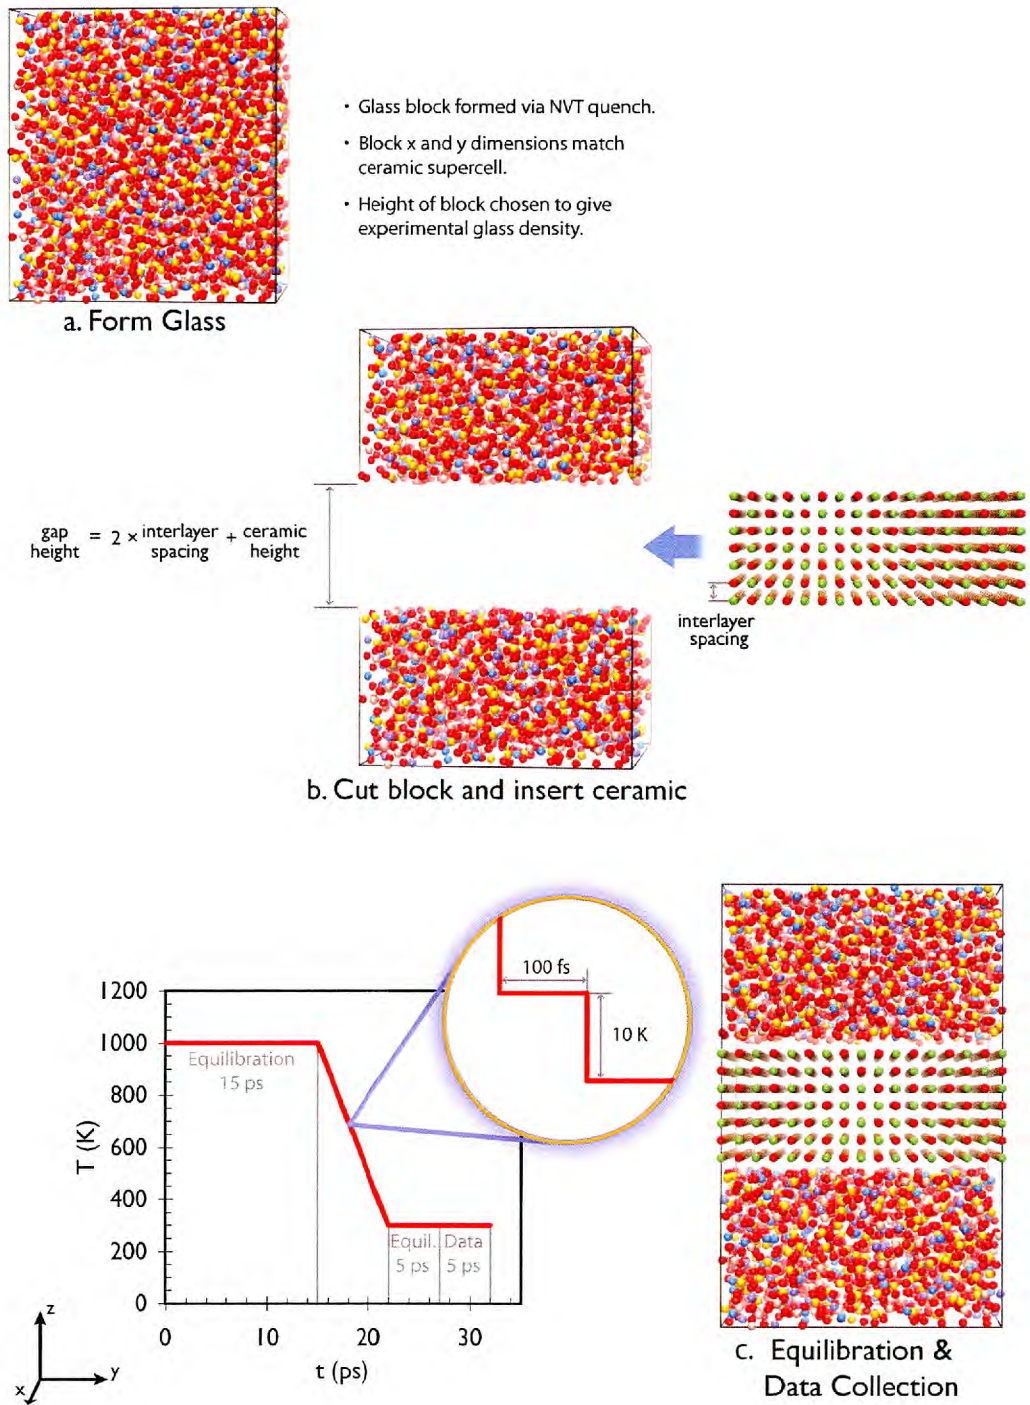 • Glass block formed via NVT quench.
• Block x and y dimensions match
ceramic supercell.
• Height of block chosen to give
experimental glass density.
a. Form Glass
gap
height
= 2 × interlayer
spacing
+ ceramic
height
interlayer
spacing
b. Cut block and insert ceramic
100 fs
10 K
1200
1000
800
600
400
200
0
T (K)
Equilibration
15 ps
Equil.
5 ps
Data
5 ps
0
10
20
30
t (ps)
z
y
x
c. Equilibration &
Data Collection